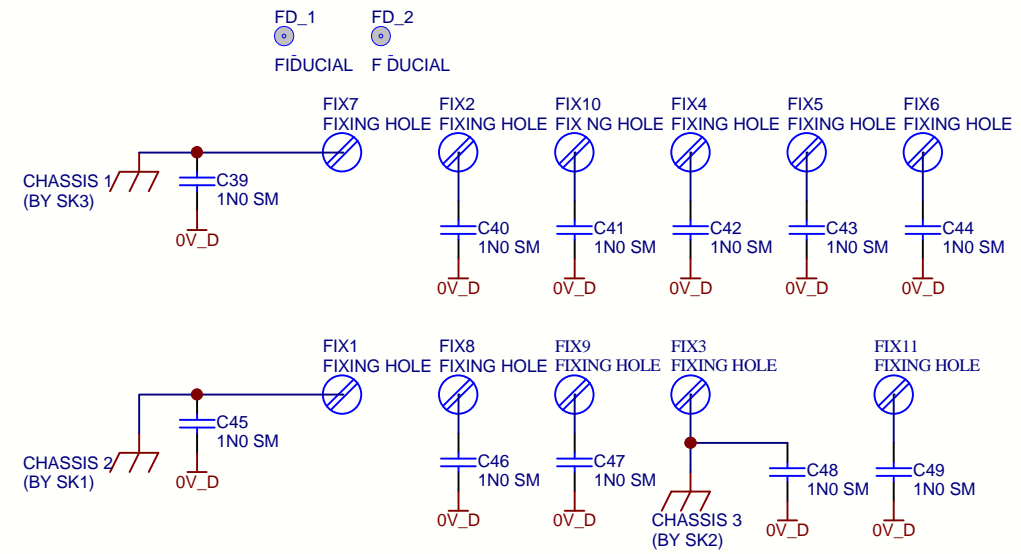 FD_1
FD_2
FIDUCIAL
F DUCIAL
FIX7
FIXING HOLE
FIX2
FIXING HOLE
FIX10
FIX NG HOLE
FIX4
FIXING HOLE
FIX5
FIXING HOLE
FIX6
FIXING HOLE
CHASSIS 1
(BY SK3)
C39
1N0 SM
0V_D
C40
1N0 SM
0V_D
C41
1N0 SM
0V_D
C42
1N0 SM
0V_D
C43
1N0 SM
0V_D
C44
1N0 SM
0V_D
FIX1
FIXING HOLE
FIX8
FIXING HOLE
FIX9
FIXING HOLE
FIX3
FIXING HOLE
FIX11
FIXING HOLE
CHASSIS 2
(BY SK1)
C45
1N0 SM
0V_D
C46
1N0 SM
0V_D
C47
1N0 SM
0V_D
CHASSIS 3
(BY SK2)
C48
1N0 SM
0V_D
C49
1N0 SM
0V_D